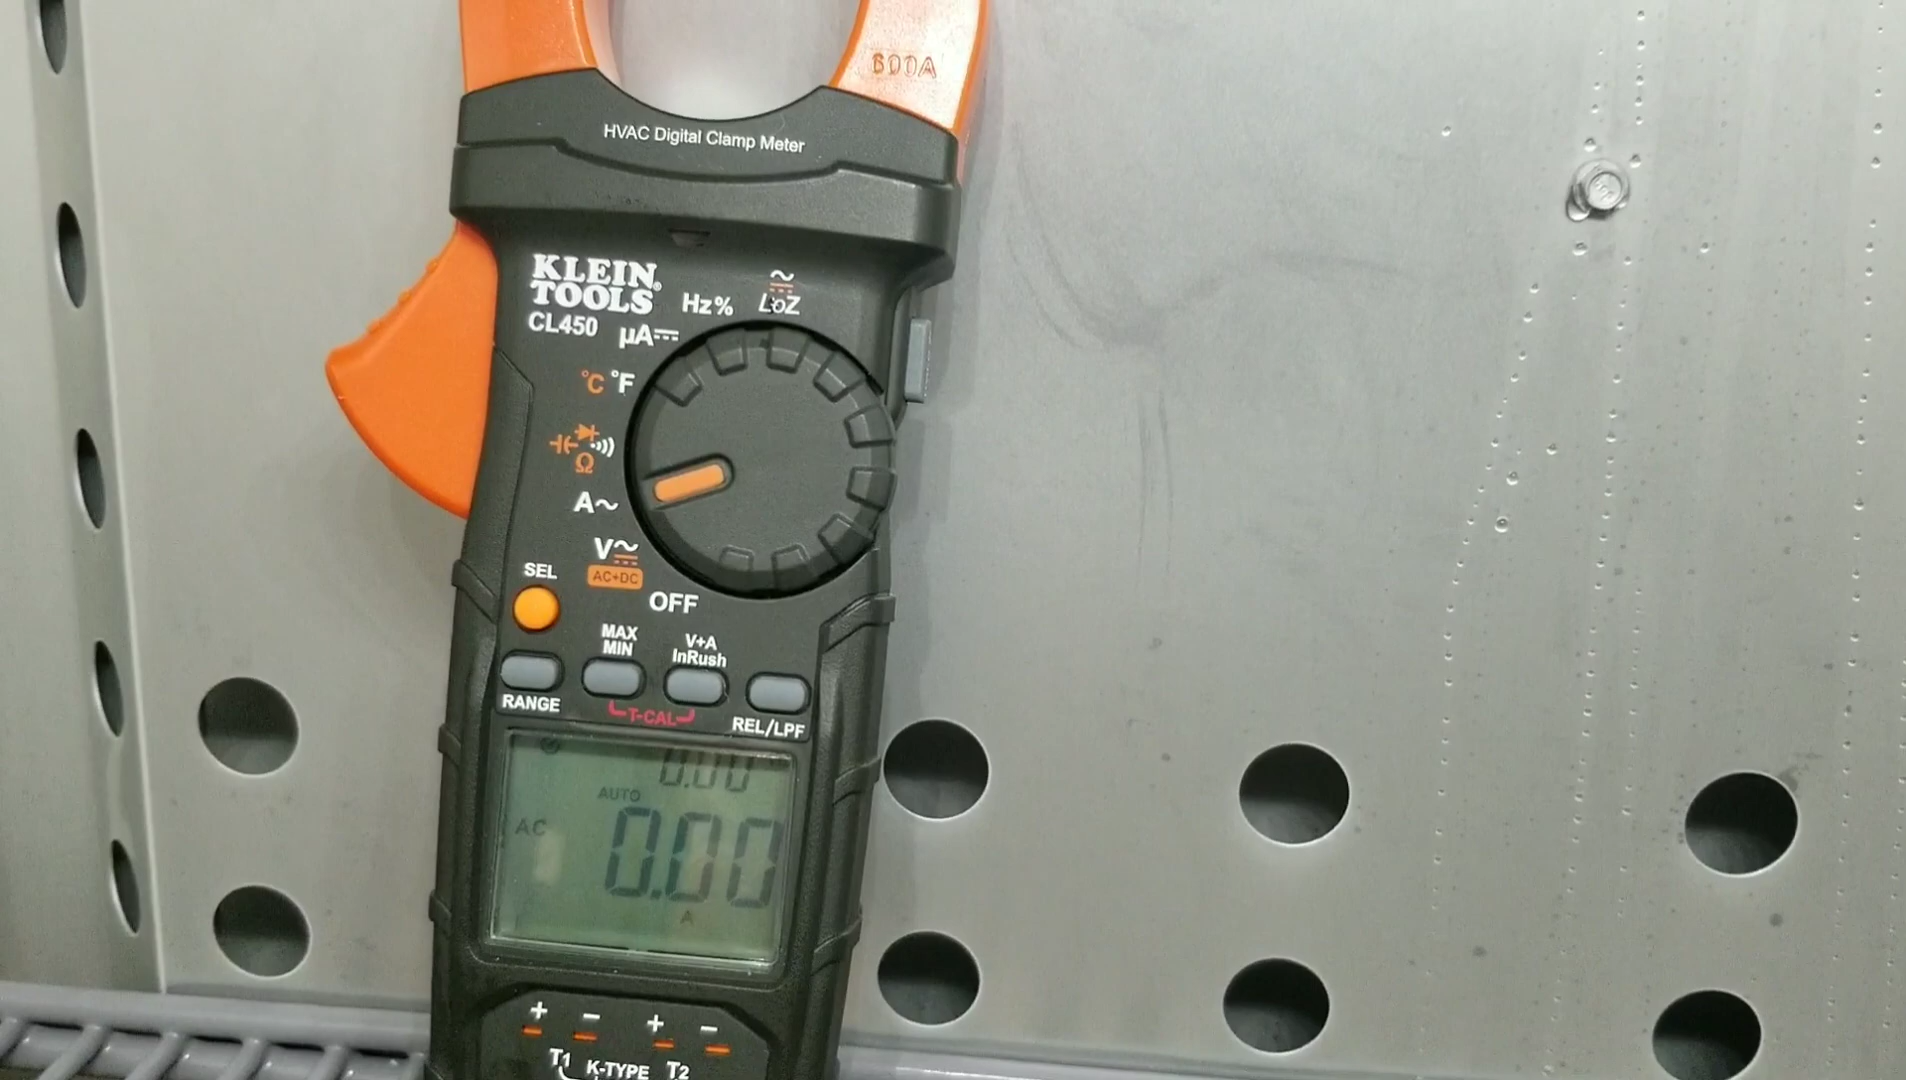 600A
HVAC Digital Clamp Meter
KLEIN
TOOLS®
CL450
Hz%
LoZ
µA
°C °F
Ω
A~
V~
AC+DC
OFF
SEL
MAX
MIN
V+A
InRush
RANGE
T-CAL
REL/LPF
0.00
AUTO
AC
0.00
A
+ − + −
T1 K-TYPE T2